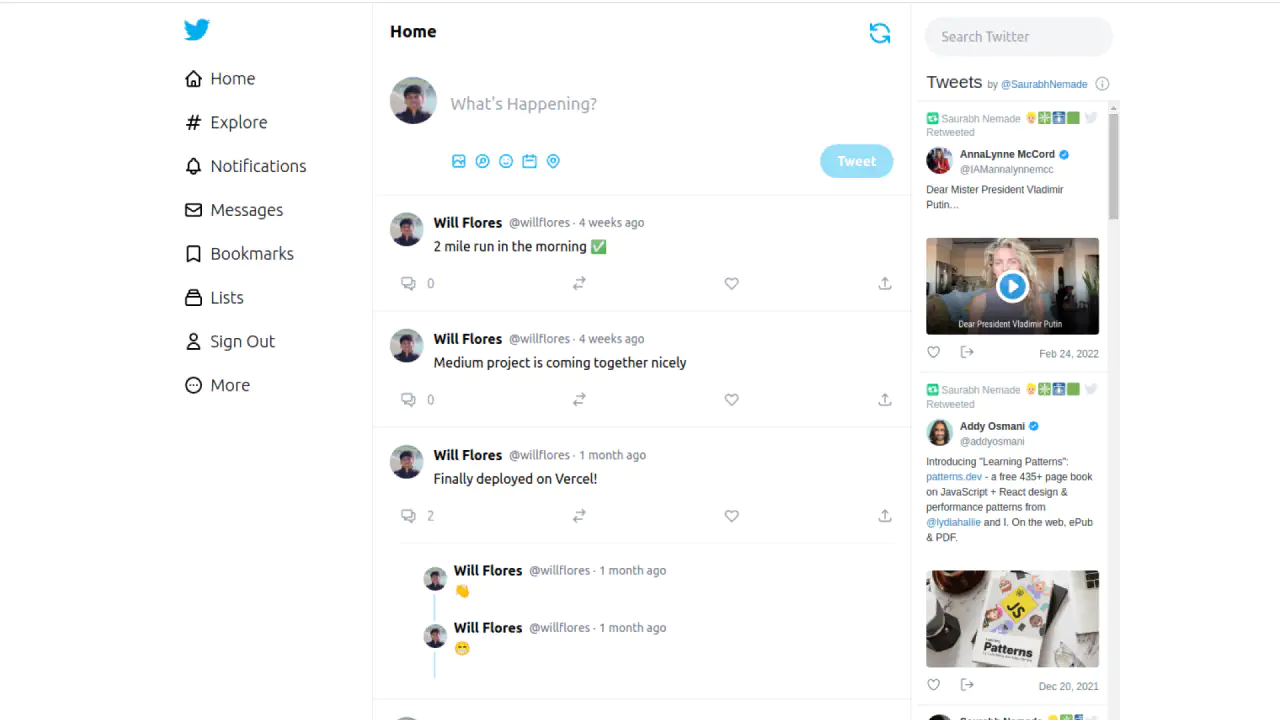 Home
Explore
Notifications
Messages
Bookmarks
Lists
Sign Out
More
Home
What's Happening?
Tweet
Will Flores @willflores · 4 weeks ago
2 mile run in the morning ✅
0
Will Flores @willflores · 4 weeks ago
Medium project is coming together nicely
0
Will Flores @willflores · 1 month ago
Finally deployed on Vercel!
2
Will Flores @willflores · 1 month ago
👏
Will Flores @willflores · 1 month ago
😁
Search Twitter
Tweets by @SaurabhNemade
Saurabh Nemade
Retweeted
AnnaLynne McCord
@IAMannalynnemcc
Dear Mister President Vladimir
Putin...
Dear President Vladimir Putin
Feb 24, 2022
Saurabh Nemade
Retweeted
Addy Osmani
@addyosmani
Introducing "Learning Patterns":
patterns.dev - a free 435+ page book
on JavaScript + React design &
performance patterns from
@lydiahallie and I. On the web, ePub
& PDF.
JS
Patterns
Dec 20, 2021